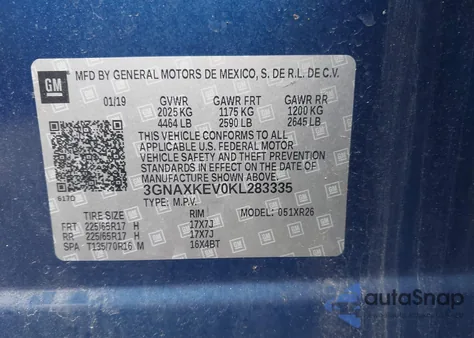 GM
MFD BY GENERAL MOTORS DE MEXICO, S. DE R.L. DE C.V.
01/19 GVWR GAWR FRT GAWR RR
2025 KG 1175 KG 1200 KG
4464 LB 2590 LB 2645 LB
THIS VEHICLE CONFORMS TO ALL
APPLICABLE U.S. FEDERAL MOTOR
VEHICLE SAFETY AND THEFT PREVENTION
STANDARDS IN EFFECT ON THE DATE OF
MANUFACTURE SHOWN ABOVE.
617D
3GNAXKEV0KL283335
TYPE: M.P.V. MODEL: 051XR26
TIRE SIZE RIM
FRT 225/65R17 H 17X7J
RR 225/65R17 H 17X7J
SPA T135/70R16 M 16X4BT
autoSnap